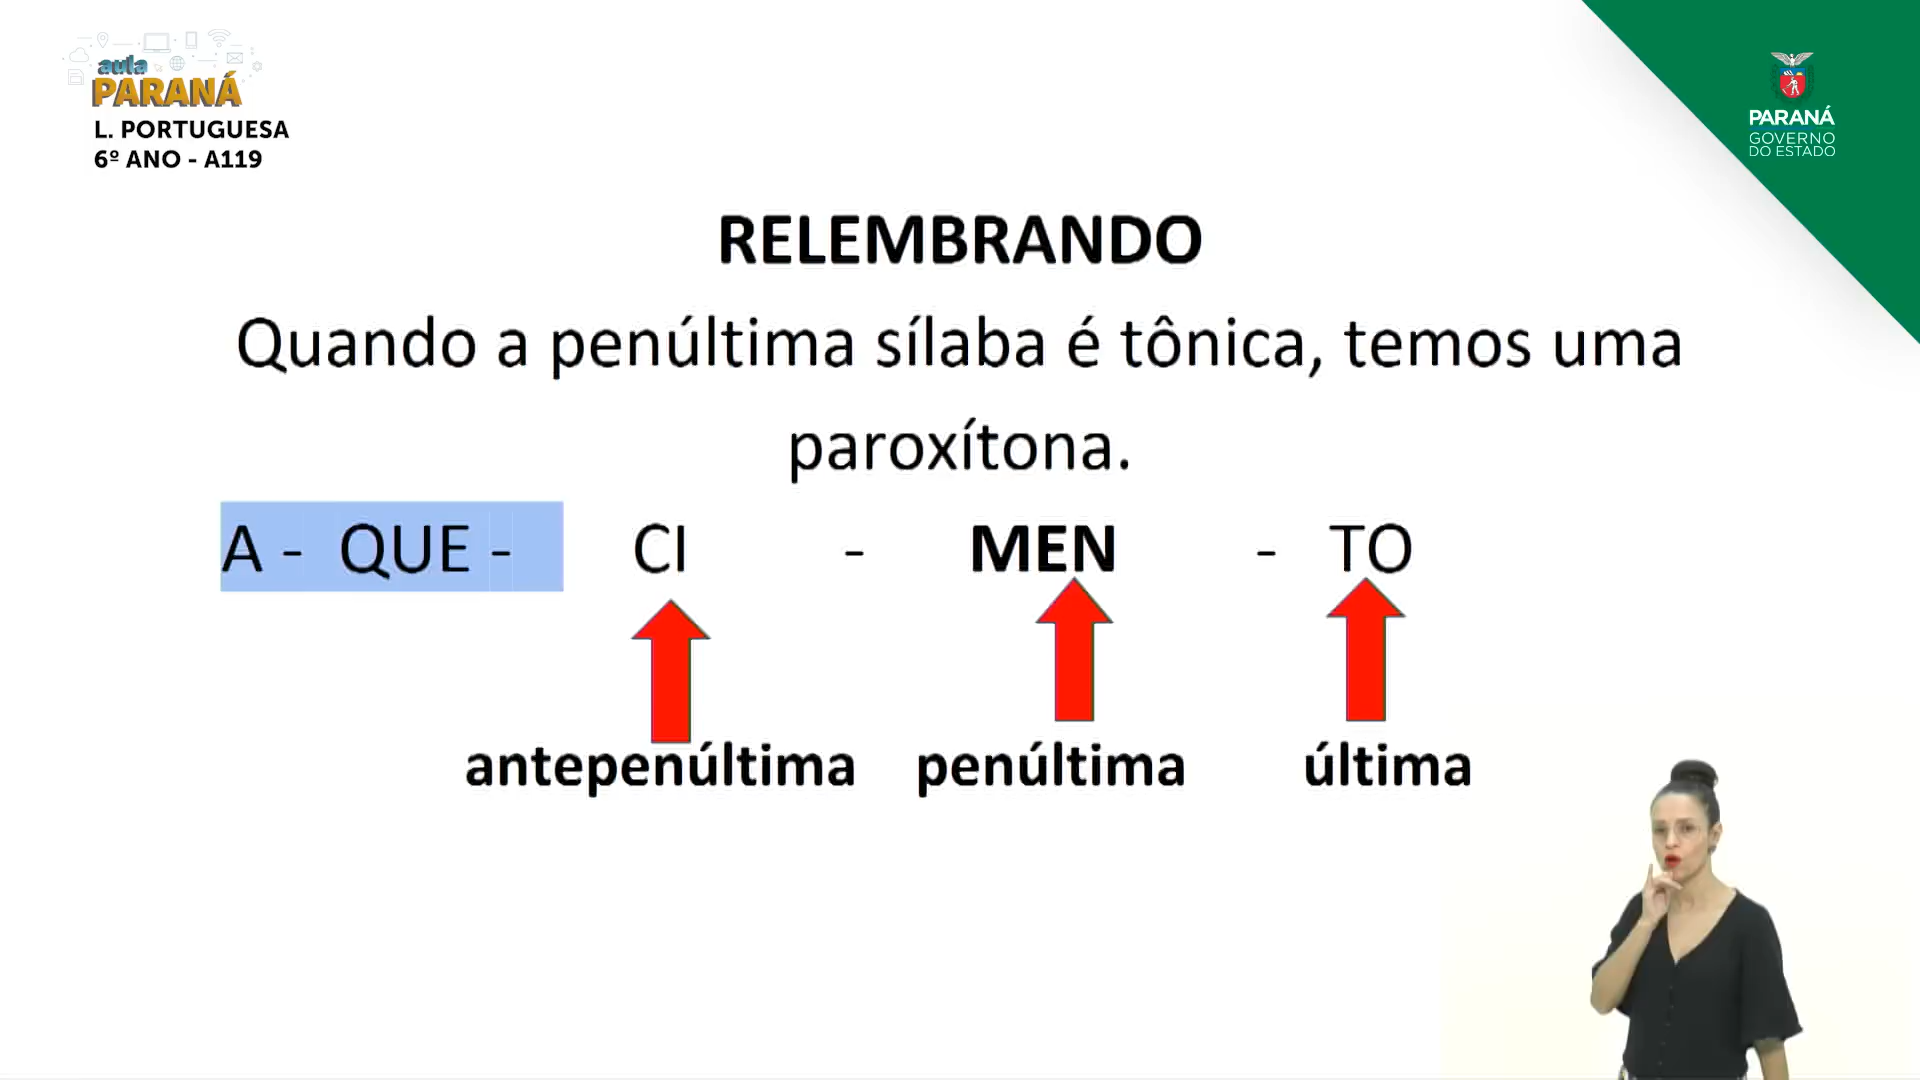 aula
PARANÁ
L. PORTUGUESA
6º ANO - A119
PARANÁ
GOVERNO
DO ESTADO
RELEMBRANDO
Quando a penúltima sílaba é tônica, temos uma
paroxítona.
A - QUE - CI - MEN - TO
antepenúltima penúltima última